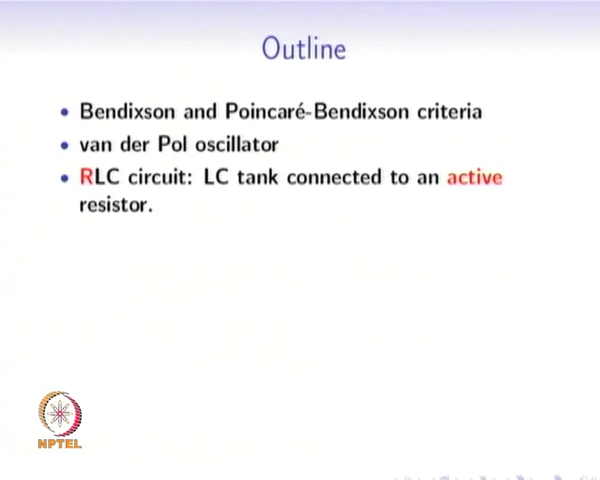 Outline
• Bendixson and Poincaré-Bendixson criteria
• van der Pol oscillator
• RLC circuit: LC tank connected to an active
resistor.
NPTEL